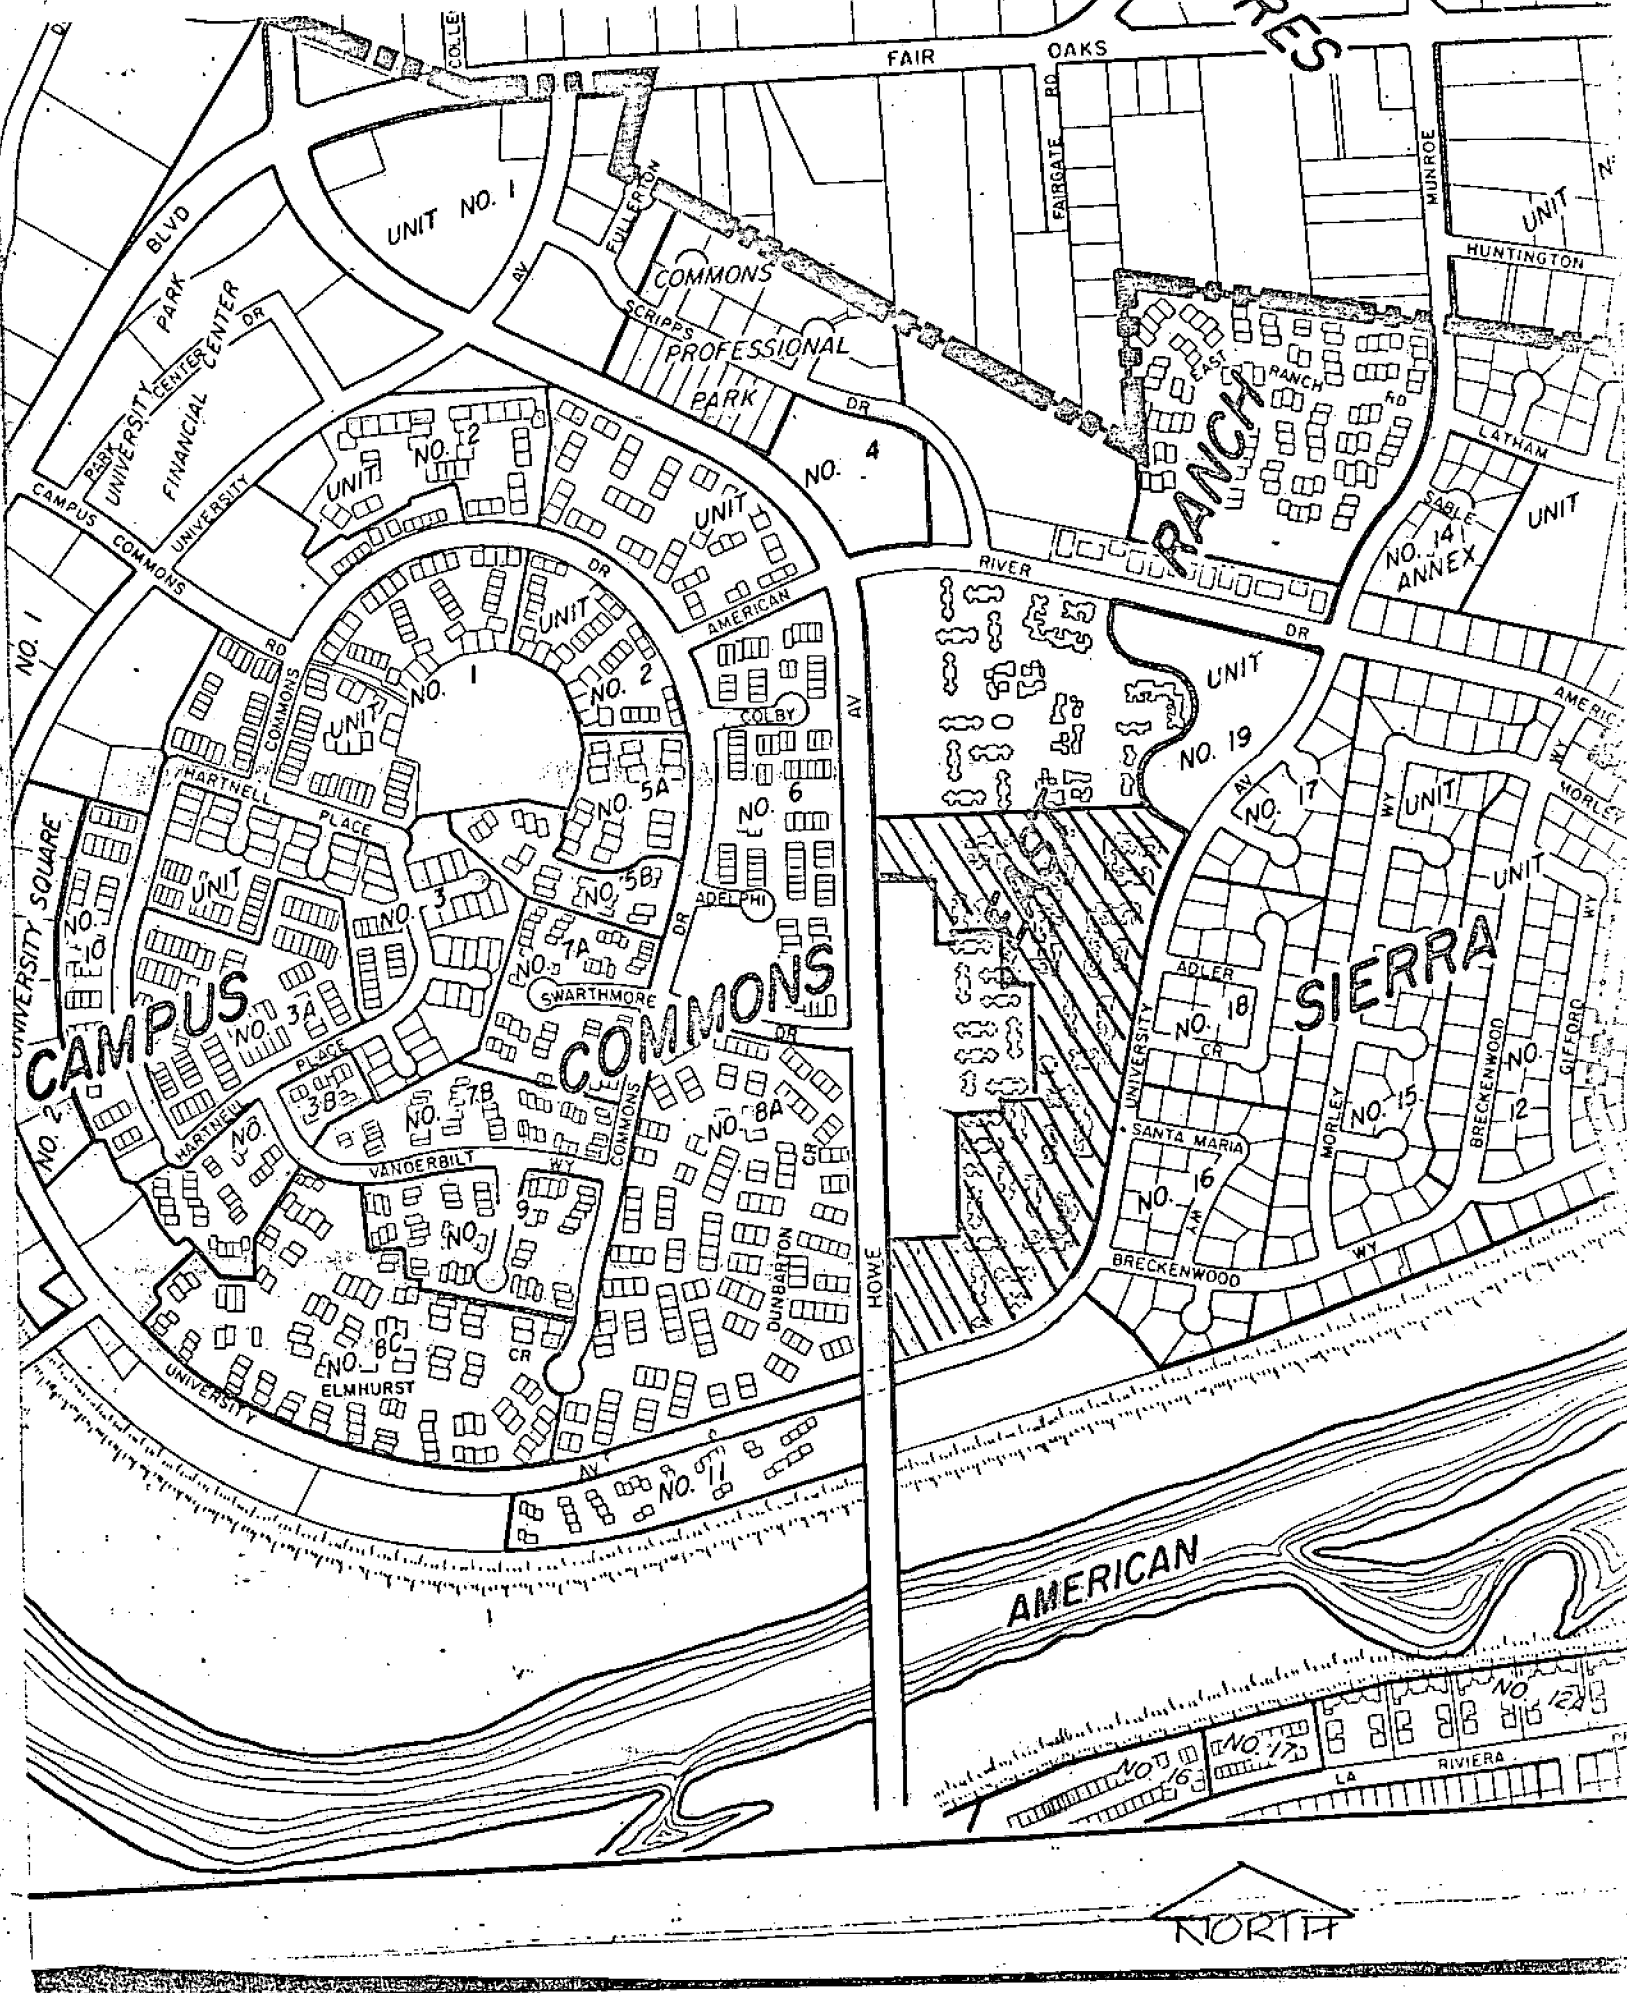 COLLE
FAIR
OAKS
RES
RD
FAIRGATE
MUNROE
UNIT
N
HUNTINGTON
BLVD
UNIT NO. 1
FULLERTON
AV
COMMONS
SCRIPPS
PROFESSIONAL
PARK
DR
PARK
CENTER
DR
UNIVERSITY
FINANCIAL CENTER
PARK
CENTER
EAST
RANCH
RD
RANCH
LATHAM
SABLE
NO. 14
ANNEX
UNIT
UNIT
NO. 2
NO. 4
UNIT
UNIVERSITY
CAMPUS
COMMONS
RD
DR
AMERICAN
RIVER
DR
NO. 1
UNIT
NO. 1
NO. 2
UNIT
COMMONS
COLBY
AV
UNIT
NO. 19
AMERIC
WY
MORLEY
HARTNELL
PLACE
NO. 5A
NO. 6
NO. 17
AV
WY
UNIT
UNIT
WY
UNIVERSITY SQUARE
NO. 10
UNIT
NO. 3
NO. 5B
ADELPHI
DR
NO. 7A
SWARTHMORE
CAMPUS
COMMONS
SIERRA
NO. 3A
PLACE
DR
ADLER
NO. 18
CR
UNIVERSITY
BRECKENWOOD
NO. 12
GIFFORD
NO. 2
3B
NO. 7B
NO. 8A
HARTNELL
NO.
COMMONS
CR
MORLEY
NO. 15
SANTA MARIA
WY
NO. 16
VANDERBILT
WY
NO. 9
DUNBARTON
HOWE
BRECKENWOOD
WY
NO. 8C
CR
ELMHURST
UNIVERSITY
AV
NO. 11
AMERICAN
NO. 12A
NO. 17
NO. 16
LA
RIVIERA
NORTH